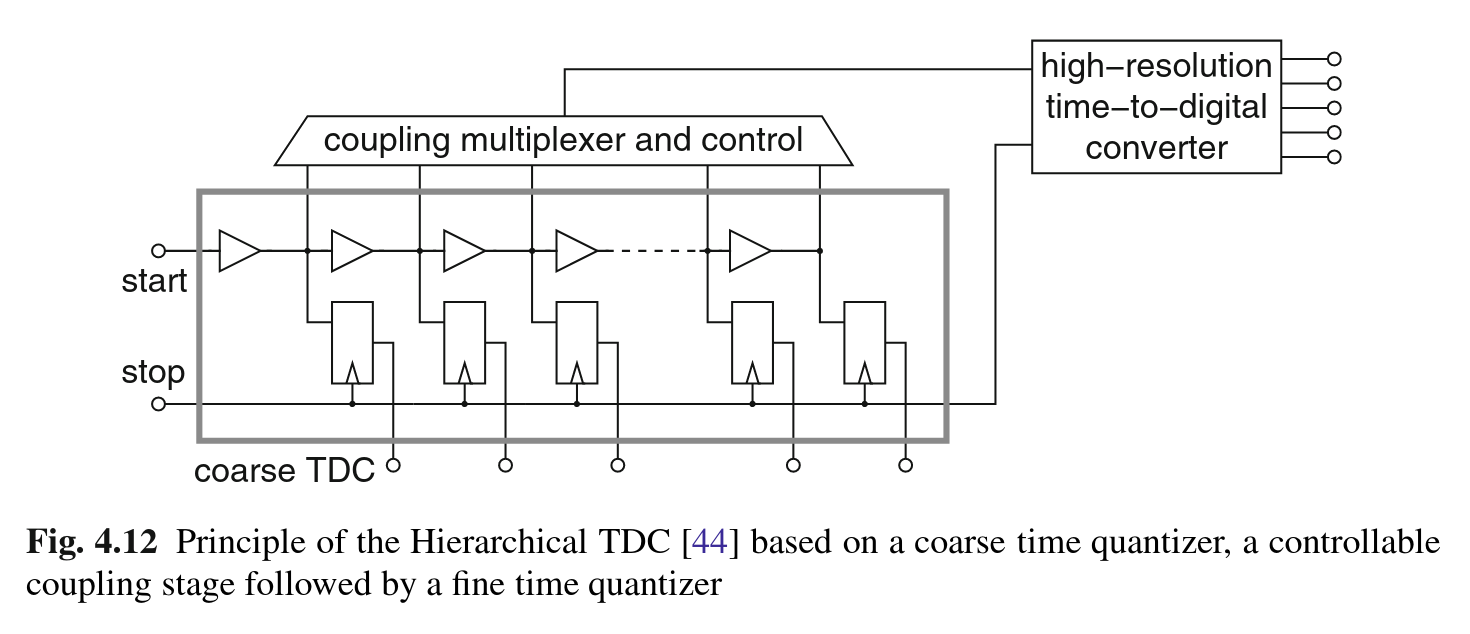 high−resolution
time−to−digital
converter
coupling multiplexer and control
start
stop
coarse TDC
Fig. 4.12 Principle of the Hierarchical TDC [44] based on a coarse time quantizer, a controllable
coupling stage followed by a fine time quantizer